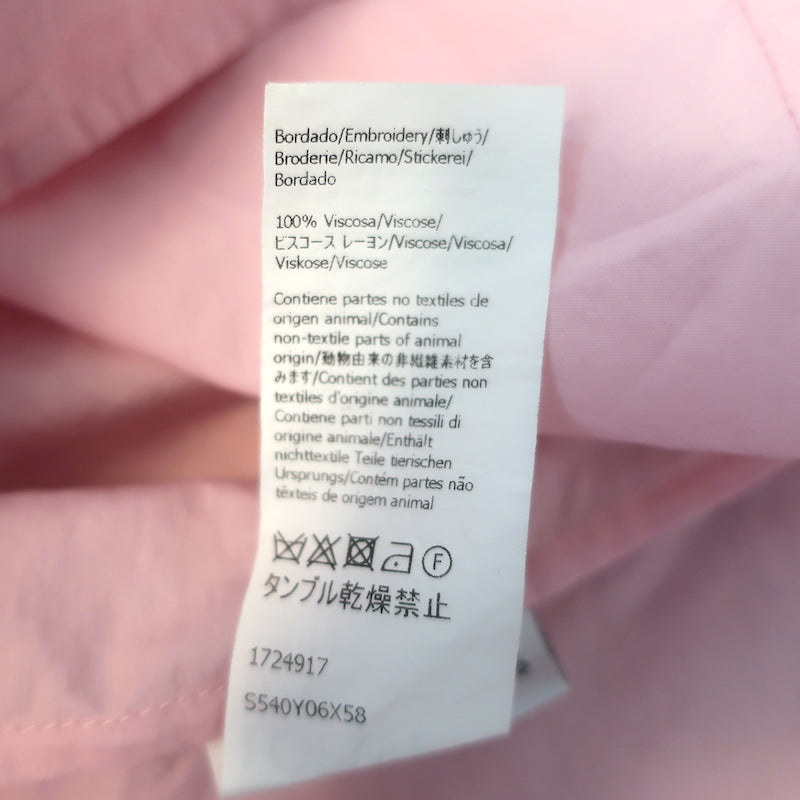 Bordado/Embroidery/刺しゅう/
Broderie/Ricamo/Stickerei/
Bordado
100% Viscosa/Viscose/
ビスコース レーヨン/Viscose/Viscosa/
Viskose/Viscose
Contiene partes no textiles de
origen animal/Contains
non-textile parts of animal
origin/動物由来の非繊維素材を含
みます/Contient des parties non
textiles d'origine animale/
Contiene parti non tessili di
origine animale/Enthält
nichttextile Teile tierischen
Ursprungs/Contém partes não
têxteis de origem animal
F
タンブル乾燥禁止
1724917
S540Y06X58